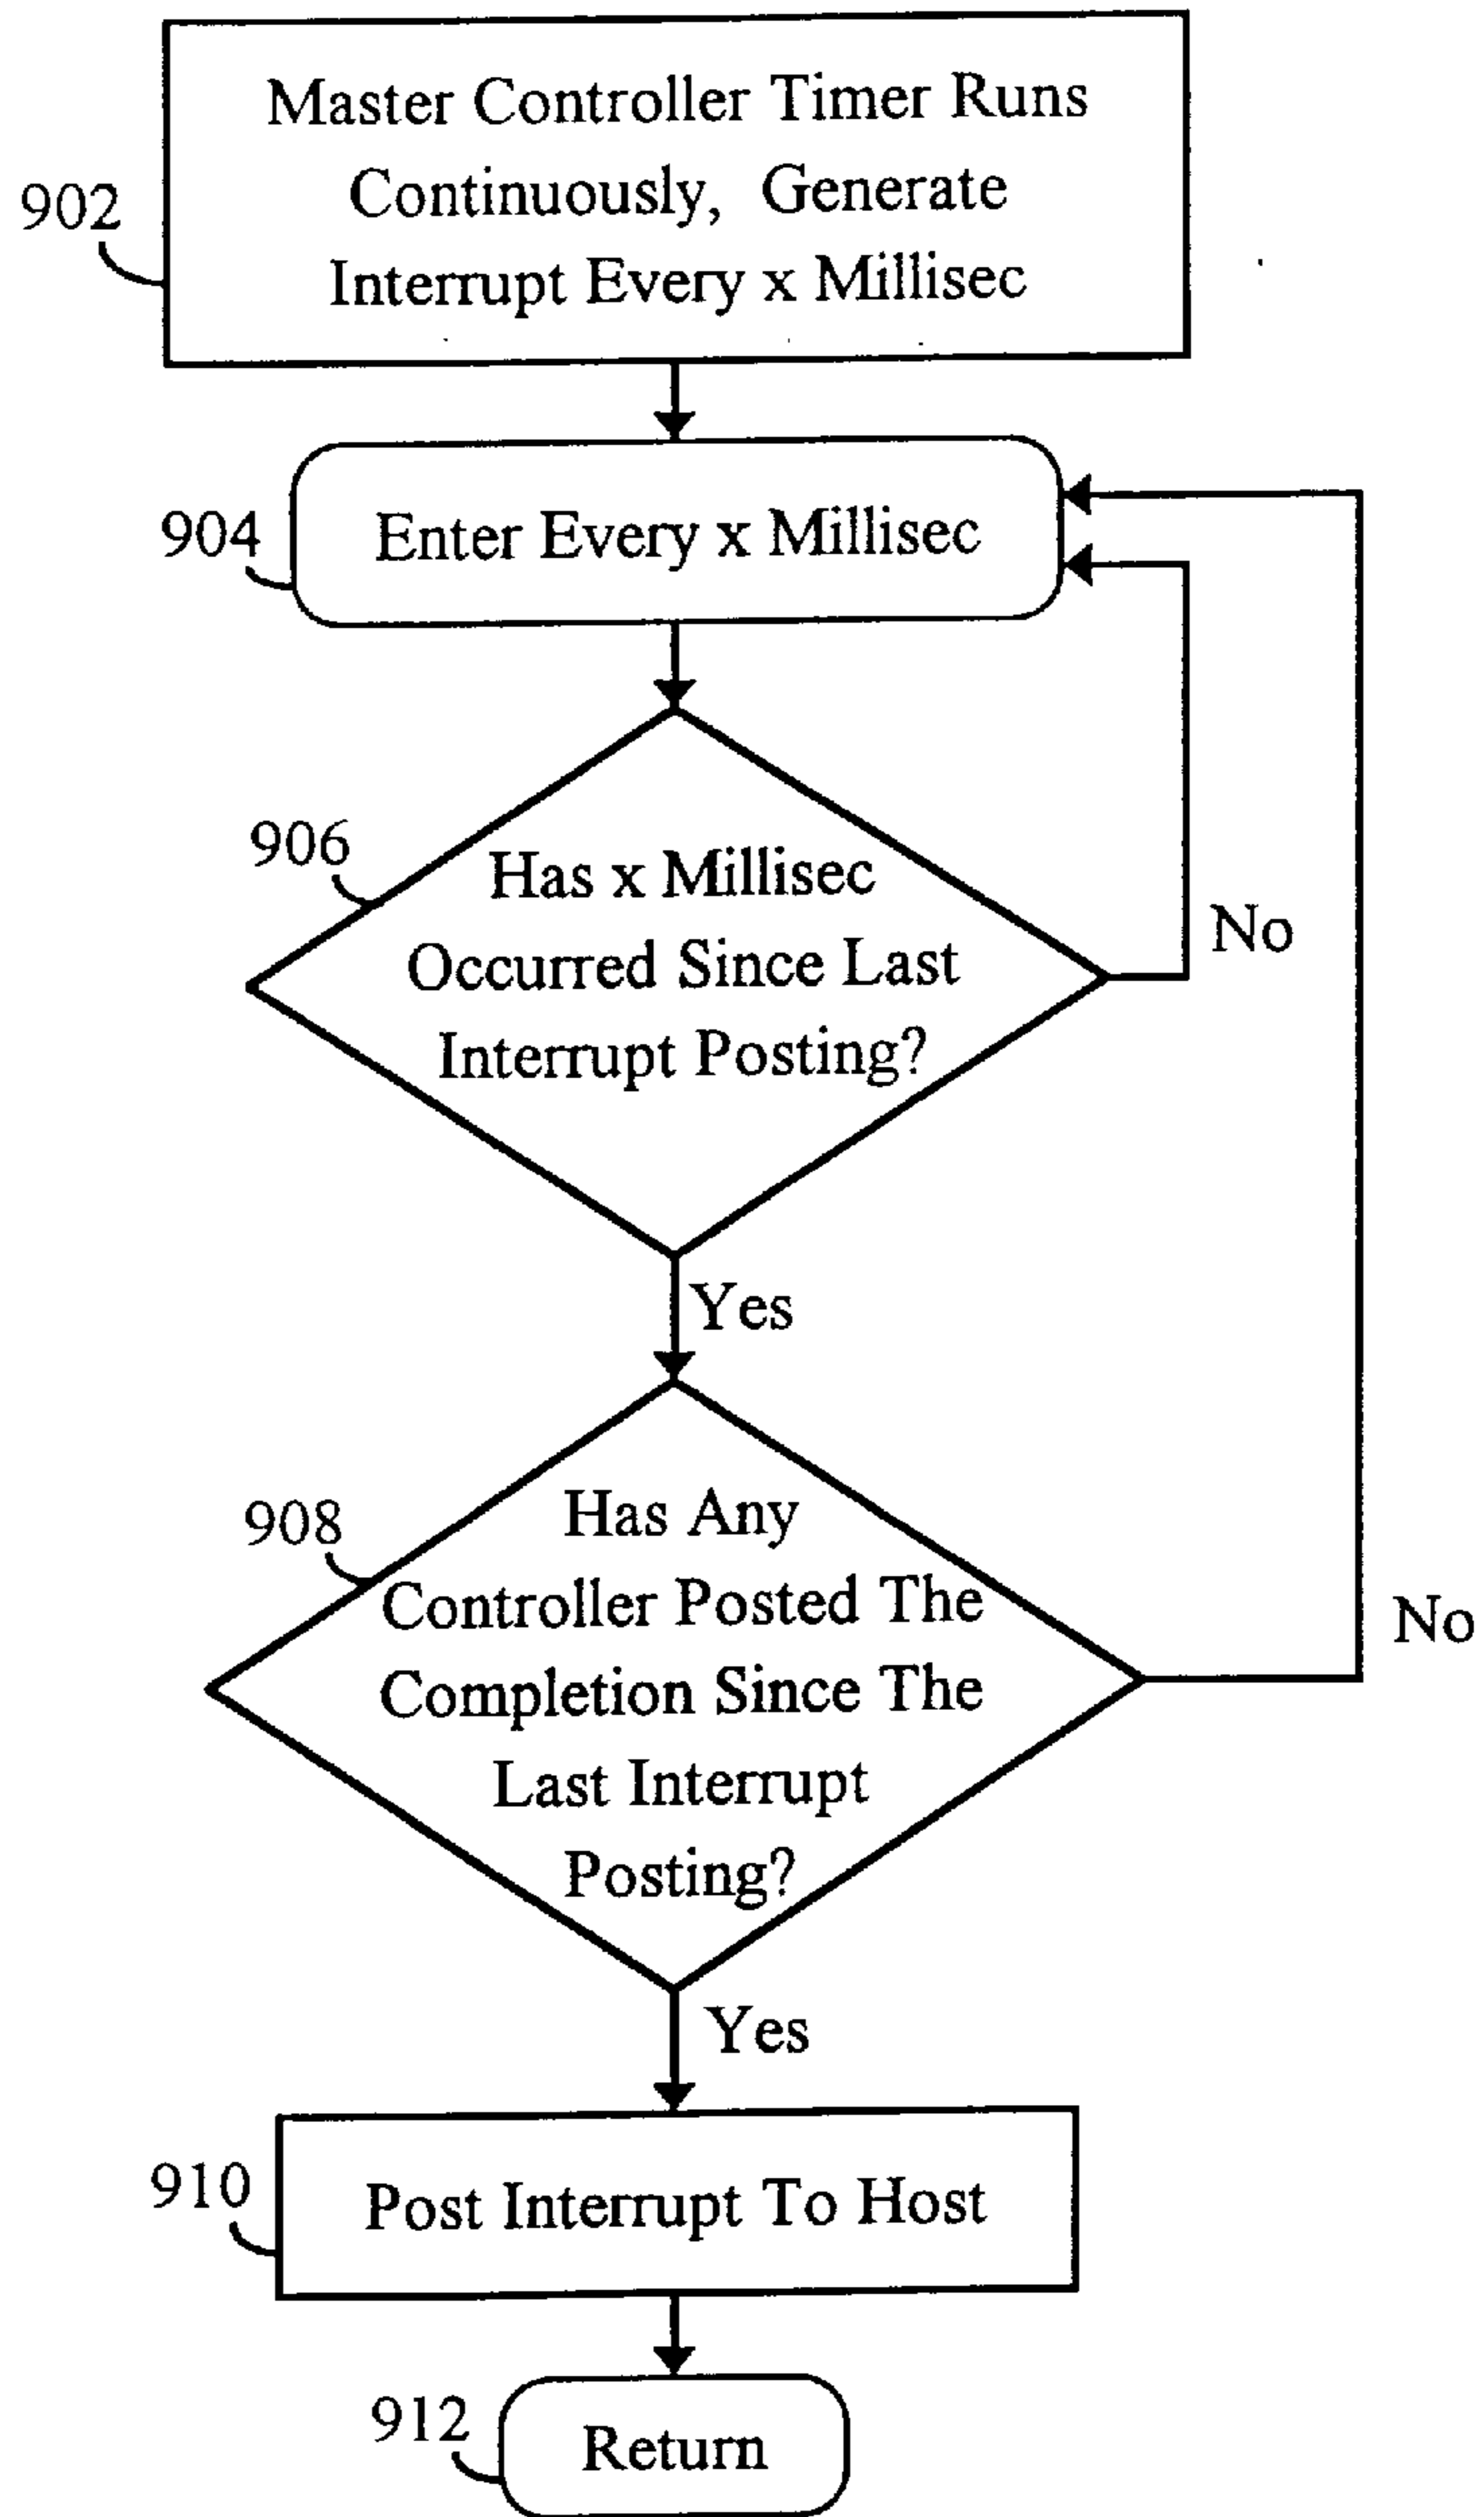 Master Controller Timer Runs
Continuously, Generate
Interrupt Every x Millisec
902
904
Enter Every x Millisec
906
Has x Millisec
Occurred Since Last
Interrupt Posting?
No
Yes
908
Has Any
Controller Posted The
Completion Since The
Last Interrupt
Posting?
No
Yes
910
Post Interrupt To Host
912
Return